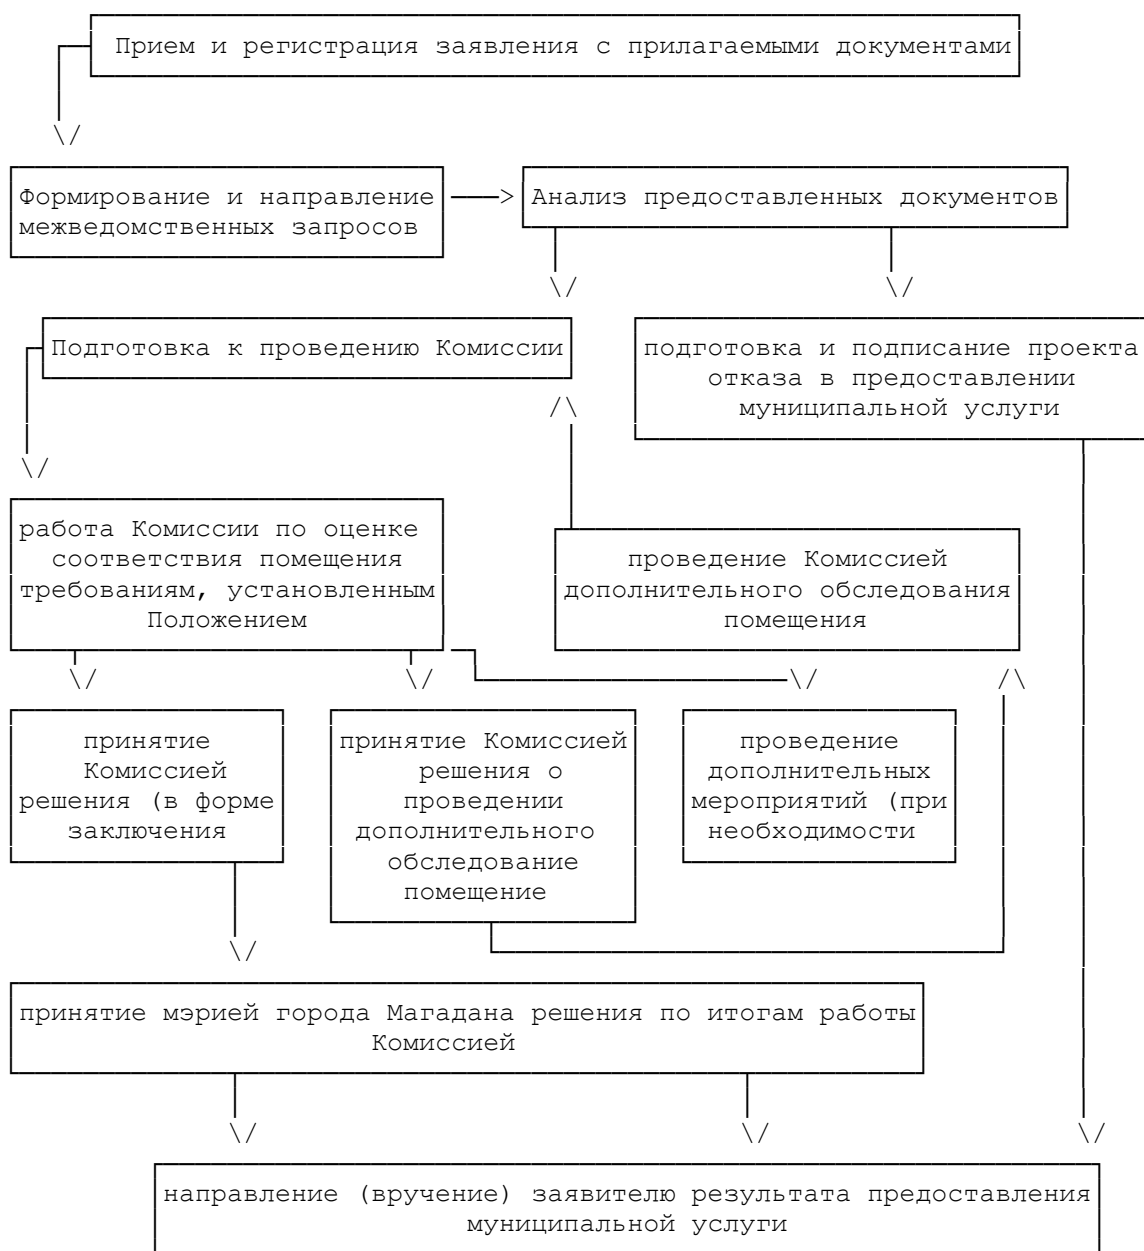 Прием и регистрация заявления с прилагаемыми документами
Формирование и направление
межведомственных запросов
Анализ предоставленных документов
Подготовка к проведению Комиссии
подготовка и подписание проекта
отказа в предоставлении
муниципальной услуги
работа Комиссии по оценке
соответствия помещения
требованиям, установленным
Положением
проведение Комиссией
дополнительного обследования
помещения
принятие
Комиссией
решения (в форме
заключения
принятие Комиссией
решения о
проведении
дополнительного
обследование
помещение
проведение
дополнительных
мероприятий (при
необходимости
принятие мэрией города Магадана решения по итогам работы
Комиссией
направление (вручение) заявителю результата предоставления
муниципальной услуги